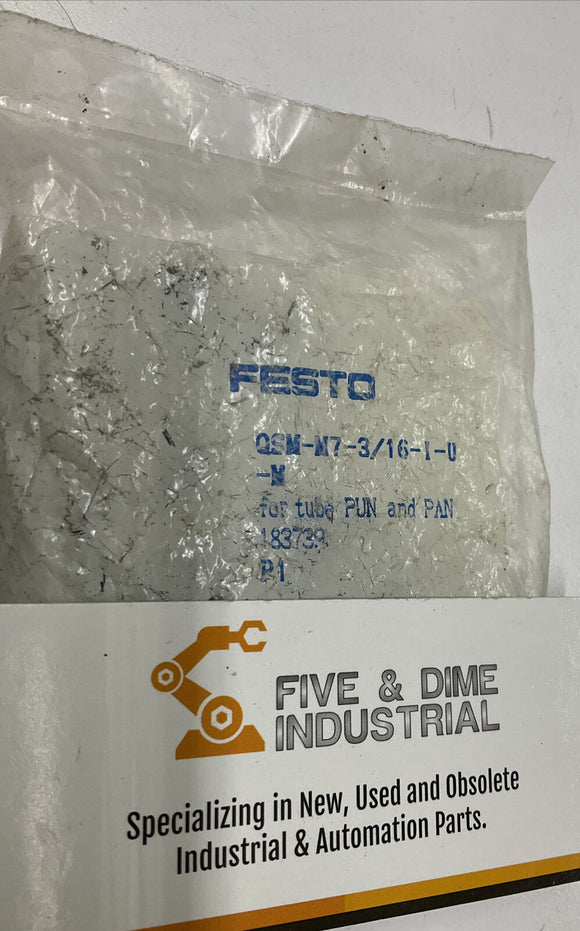 FESTO
QSM-M7-3/16-I-U
-M
for tube PUN and PAN
183739
P1
FIVE & DIME
INDUSTRIAL
Specializing in New, Used and Obsolete
Industrial & Automation Parts.